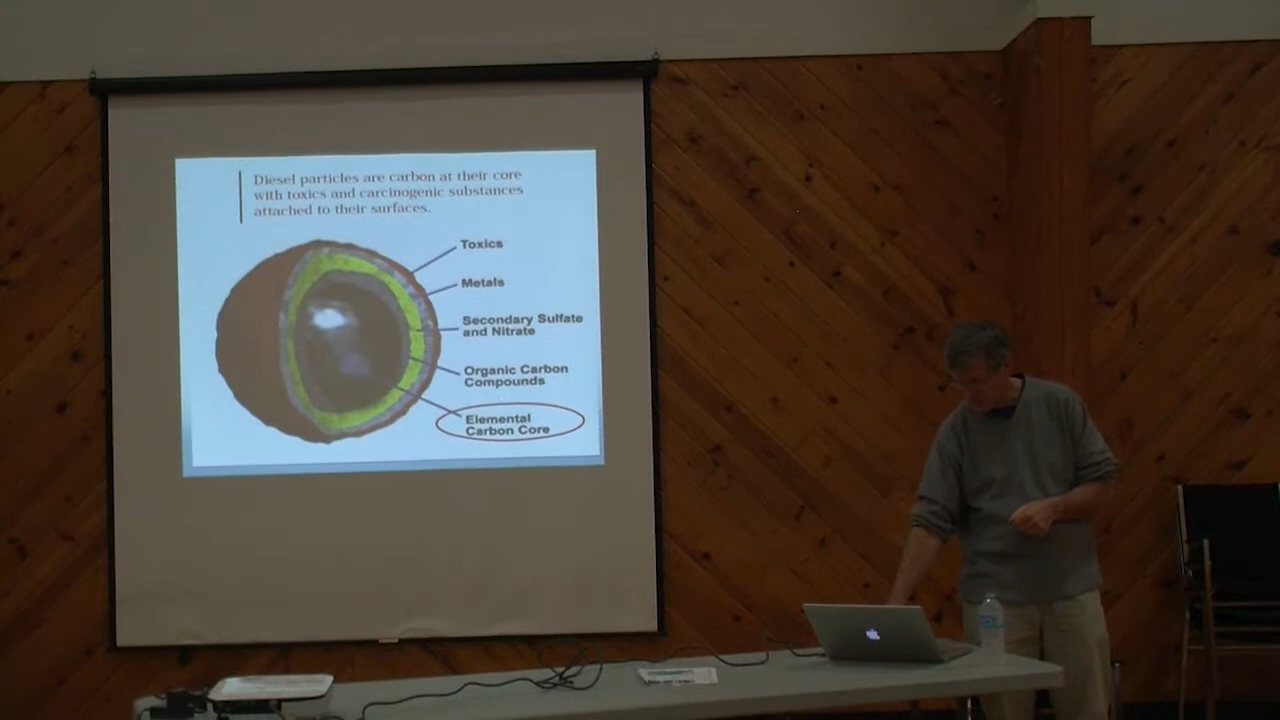 Diesel particles are carbon at their core
with toxics and carcinogenic substances
attached to their surfaces.
Toxics
Metals
Secondary Sulfate
and Nitrate
Organic Carbon
Compounds
Elemental
Carbon Core